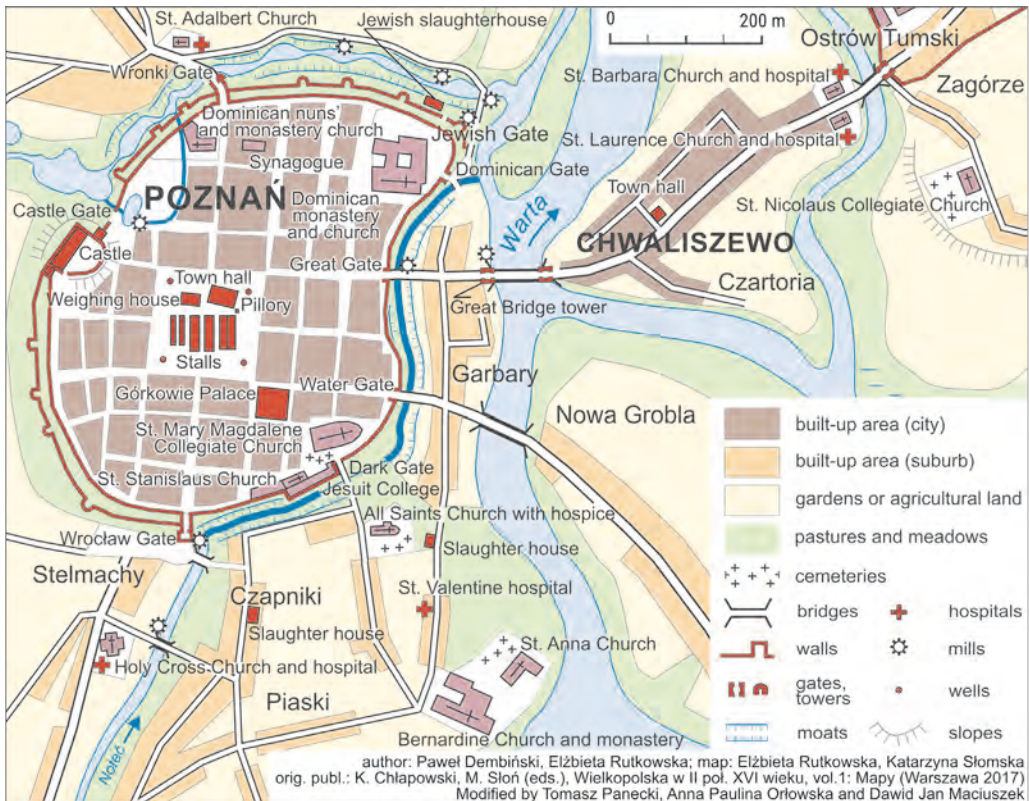 St. Adalbert Church
Jewish slaughterhouse
0
200 m
Ostrów Tumski
Wronki Gate
St. Barbara Church and hospital
Zagórze
Dominican nuns'
land monastery church
Jewish Gate
St. Laurence Church and hospital
Synagogue
Dominican Gate
POZNAŃ
Town hall
Castle Gate
Dominican
monastery
and church
Warta
St. Nicolaus Collegiate Church
Castle
CHWALISZEWO
Great Gate
Czartoria
Town hall
Weighing house
Pillory
Great Bridge tower
Stalls
Garbary
Górkowie Palace
Water Gate
Nowa Grobla
St. Mary Magdalene
Collegiate Church
Dark Gate
St. Stanislaus Church
Jesuit College
All Saints Church with hospice
Wrocław Gate
Slaughter house
Stelmachy
St. Valentine hospital
Czapniki
Slaughter house
St. Anna Church
Holy Cross Church and hospital
Piaski
Noteć
Bernardine Church and monastery
built-up area (city)
built-up area (suburb)
gardens or agricultural land
pastures and meadows
cemeteries
bridges
hospitals
walls
mills
gates,
towers
wells
moats
slopes
author: Paweł Dembiński, Elżbieta Rutkowska; map: Elżbieta Rutkowska, Katarzyna Słomska
orig. publ.: K. Chłapowski, M. Słoń (eds.), Wielkopolska w II poł. XVI wieku, vol.1: Mapy (Warszawa 2017)
Modified by Tomasz Panecki, Anna Paulina Orłowska and Dawid Jan Maciuszek